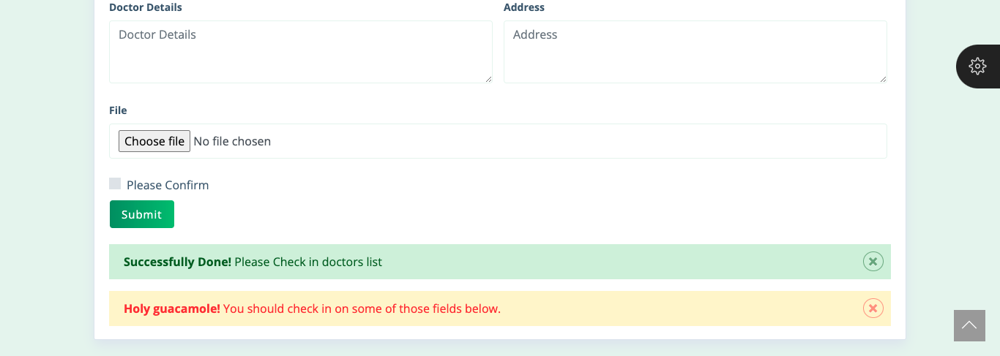 Doctor Details
Address
Doctor Details
Address
File
Choose file No file chosen
Please Confirm
Submit
Successfully Done! Please Check in doctors list
Holy guacamole! You should check in on some of those fields below.